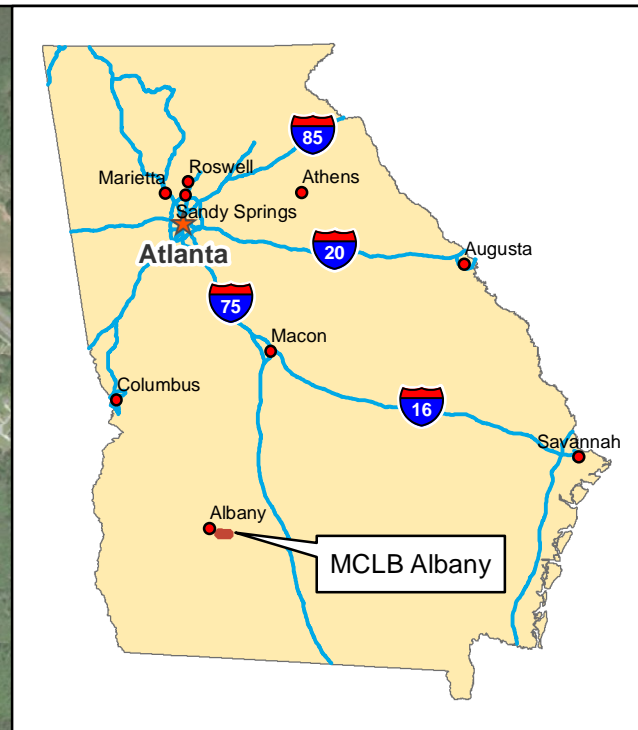 85
Roswell
Marietta
Athens
Sandy Springs
Atlanta
20
Augusta
75
Macon
Columbus
16
Savannah
Albany
MCLB Albany